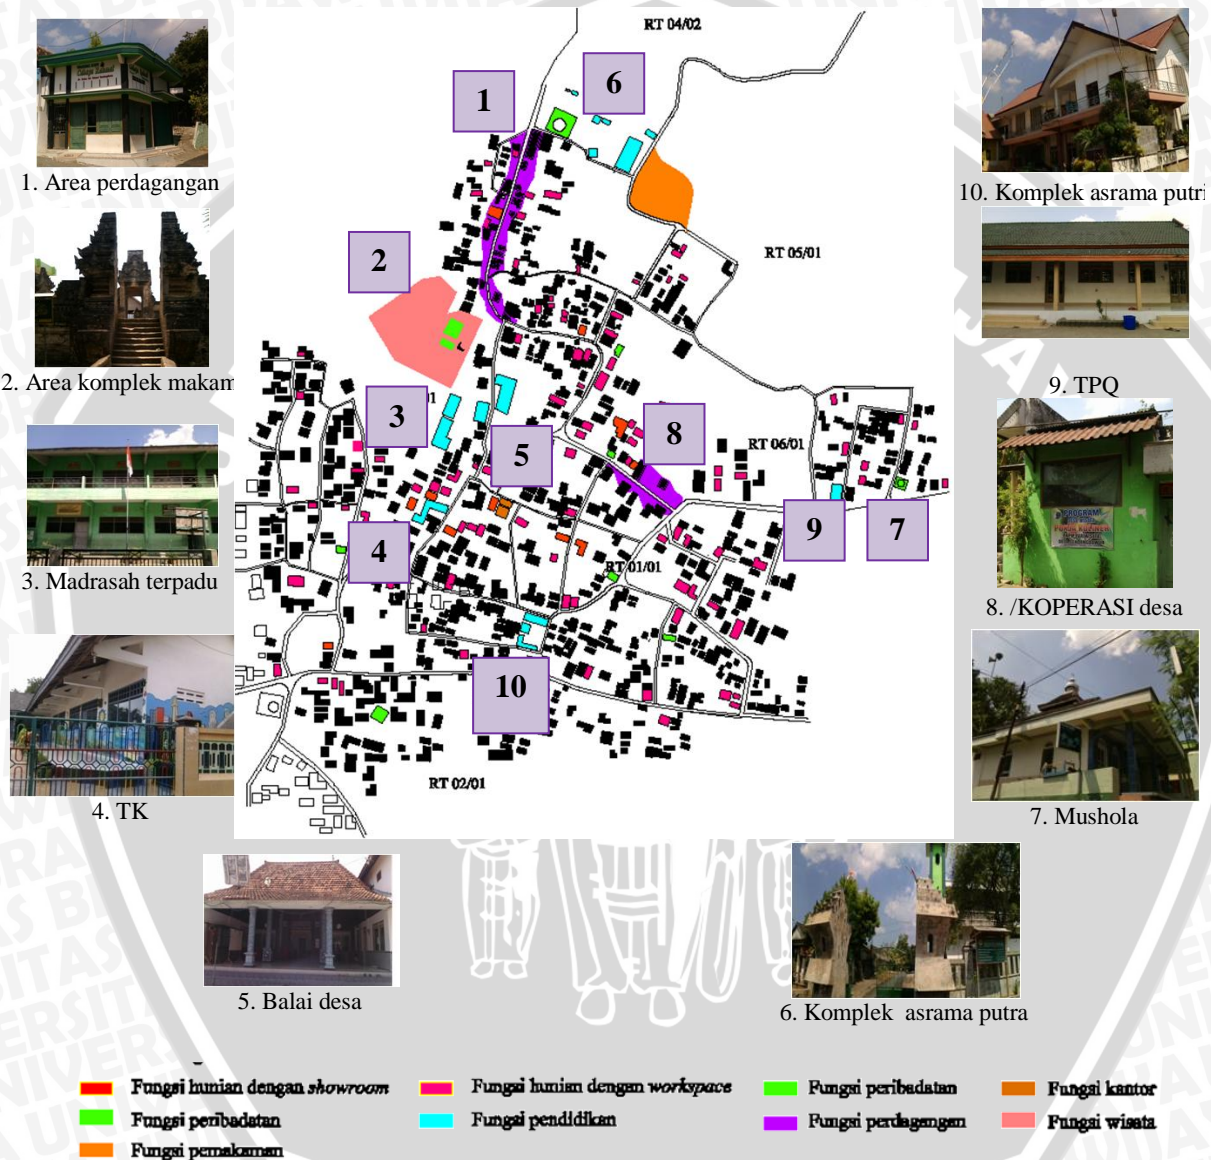 RT 04/02
1
6
1. Area perdagangan
10. Komplek asrama putri
2
RT 05/01
2. Area komplek makam
9. TPQ
3
01
5
8
RT 06/01
9
7
4
RT 01/01
PROGRAM
3. Madrasah terpadu
8. /KOPERASI desa
10
RT 02/01
4. TK
7. Mushola
5. Balai desa
6. Komplek asrama putra
Fungsi hunian dengan showroom
Fungsi hunian dengan workspace
Fungsi peribadatan
Fungsi kantor
Fungsi peribadatan
Fungsi pendidikan
Fungsi perdagangan
Fungsi wisata
Fungsi pemakaman